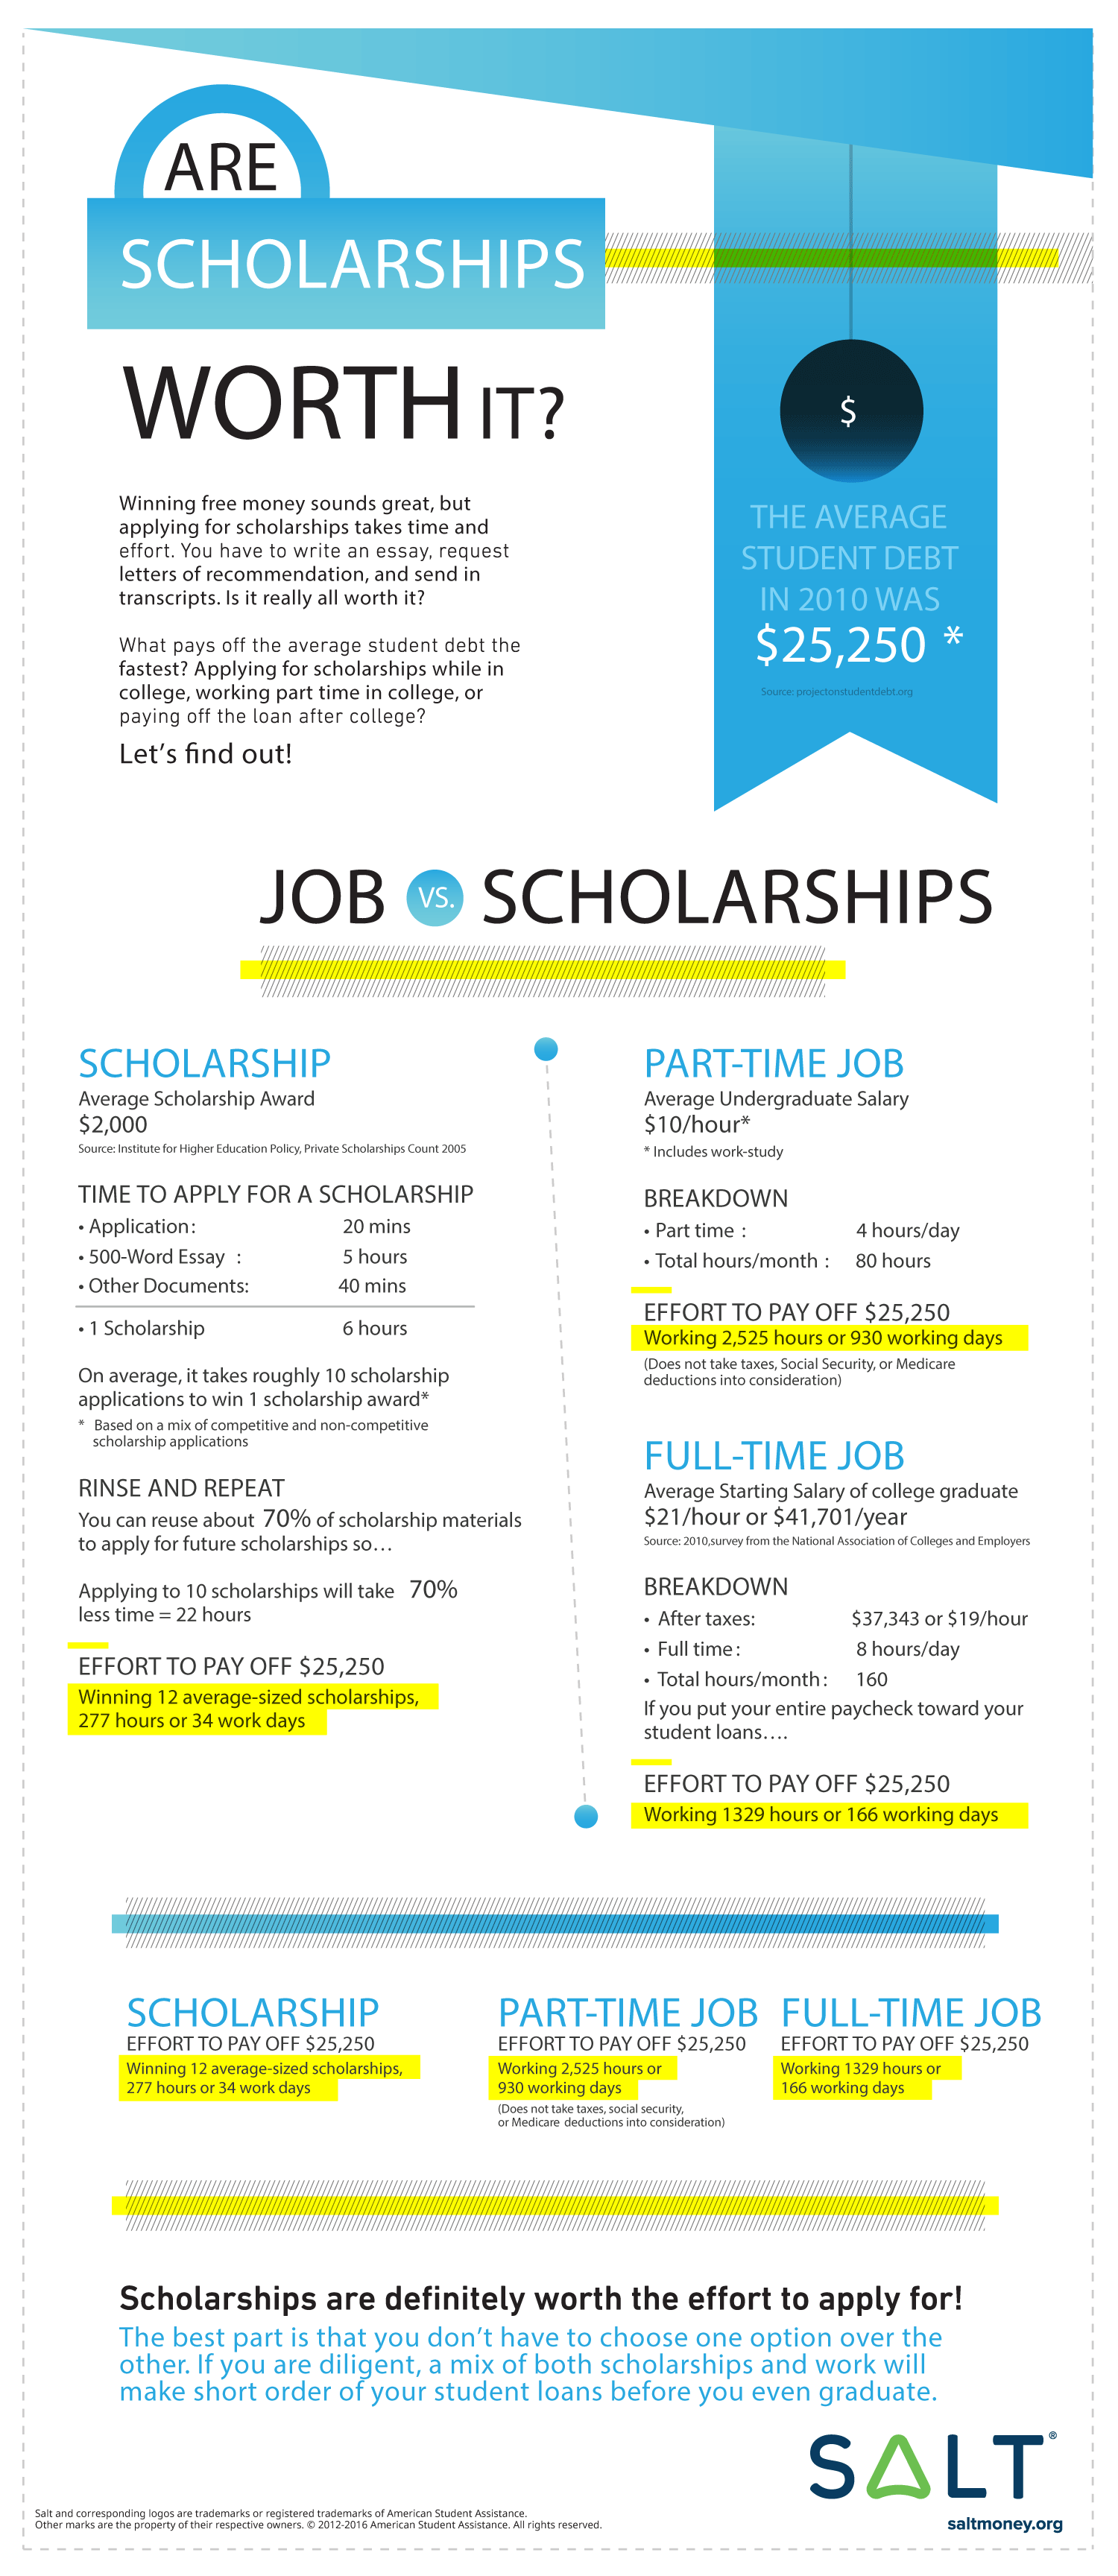 ARE
SCHOLARSHIPS
WORTH IT?
Winning free money sounds great, but
applying for scholarships takes time and
effort. You have to write an essay, request
letters of recommendation, and send in
transcripts. Is it really all worth it?
What pays off the average student debt the
fastest? Applying for scholarships while in
college, working part time in college, or
paying off the loan after college?
Let's find out!
$
THE AVERAGE
STUDENT DEBT
IN 2010 WAS
$25,250 *
Source: projectonstudentdebt.org
JOB VS. SCHOLARSHIPS
SCHOLARSHIP
Average Scholarship Award
$2,000
Source: Institute for Higher Education Policy, Private Scholarships Count 2005
TIME TO APPLY FOR A SCHOLARSHIP
• Application: 20 mins
• 500-Word Essay : 5 hours
• Other Documents: 40 mins
• 1 Scholarship 6 hours
On average, it takes roughly 10 scholarship
applications to win 1 scholarship award*
* Based on a mix of competitive and non-competitive
scholarship applications
RINSE AND REPEAT
You can reuse about 70% of scholarship materials
to apply for future scholarships so…
Applying to 10 scholarships will take 70%
less time = 22 hours
EFFORT TO PAY OFF $25,250
Winning 12 average-sized scholarships,
277 hours or 34 work days
PART-TIME JOB
Average Undergraduate Salary
$10/hour*
* Includes work-study
BREAKDOWN
• Part time : 4 hours/day
• Total hours/month : 80 hours
EFFORT TO PAY OFF $25,250
Working 2,525 hours or 930 working days
(Does not take taxes, Social Security, or Medicare
deductions into consideration)
FULL-TIME JOB
Average Starting Salary of college graduate
$21/hour or $41,701/year
Source: 2010,survey from the National Association of Colleges and Employers
BREAKDOWN
• After taxes: $37,343 or $19/hour
• Full time: 8 hours/day
• Total hours/month: 160
If you put your entire paycheck toward your
student loans….
EFFORT TO PAY OFF $25,250
Working 1329 hours or 166 working days
SCHOLARSHIP
EFFORT TO PAY OFF $25,250
Winning 12 average-sized scholarships,
277 hours or 34 work days
PART-TIME JOB
EFFORT TO PAY OFF $25,250
Working 2,525 hours or
930 working days
(Does not take taxes, social security,
or Medicare deductions into consideration)
FULL-TIME JOB
EFFORT TO PAY OFF $25,250
Working 1329 hours or
166 working days
Scholarships are definitely worth the effort to apply for!
The best part is that you don't have to choose one option over the
other. If you are diligent, a mix of both scholarships and work will
make short order of your student loans before you even graduate.
SALT®
saltmoney.org
Salt and corresponding logos are trademarks or registered trademarks of American Student Assistance.
Other marks are the property of their respective owners. © 2012-2016 American Student Assistance. All rights reserved.